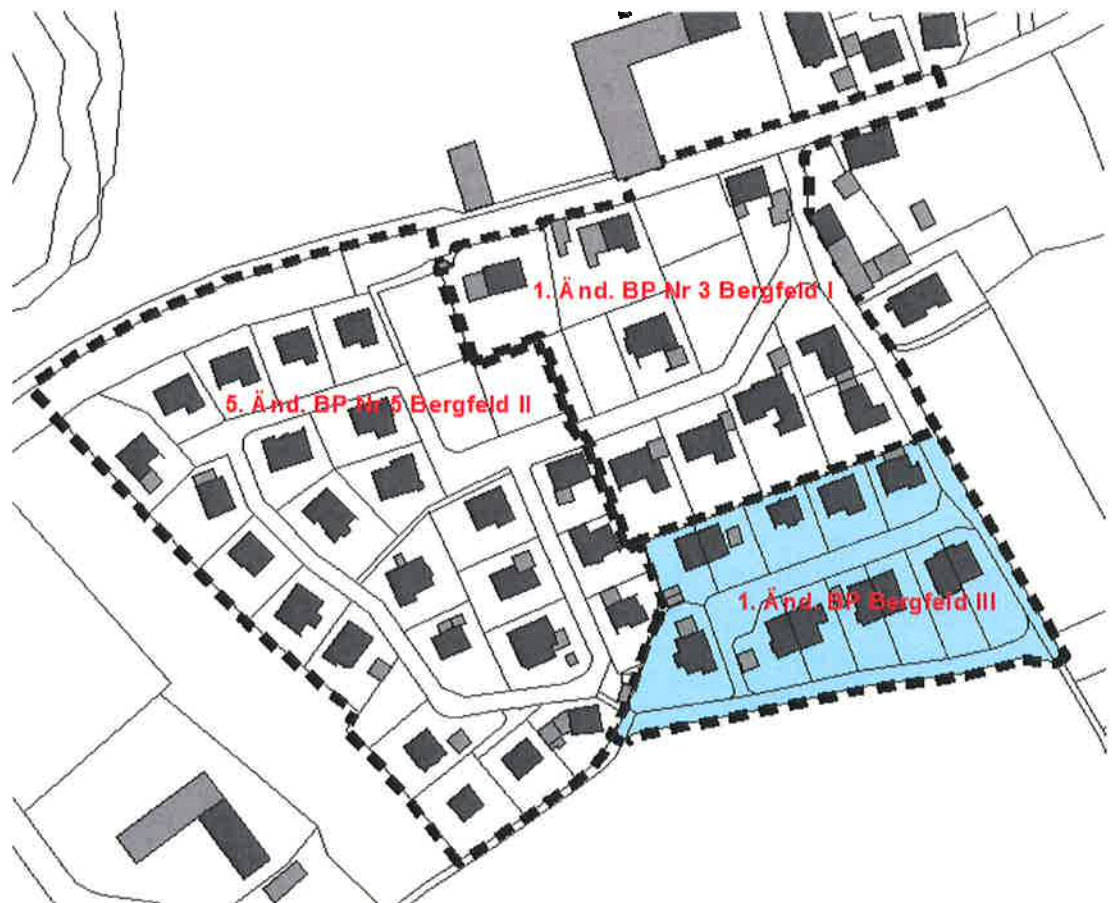 1. Änd. BP Nr 3 Bergfeld I
5. Änd. BP Nr 5 Bergfeld II
1. Änd. BP Bergfeld III